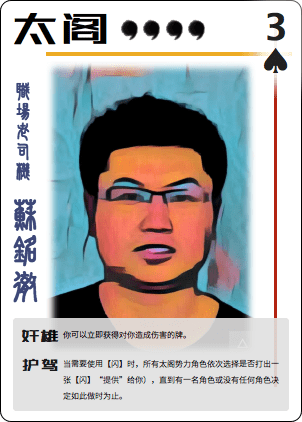 太阁
3
職場老司機
蘇銘徽
奸雄 你可以立即获得对你造成伤害的牌。
护驾 当需要使用【闪】时，所有太阁势力角色依次选择是否打出一
张【闪】“提供”给你），直到有一名角色或没有任何角色决
定如此做时为止。